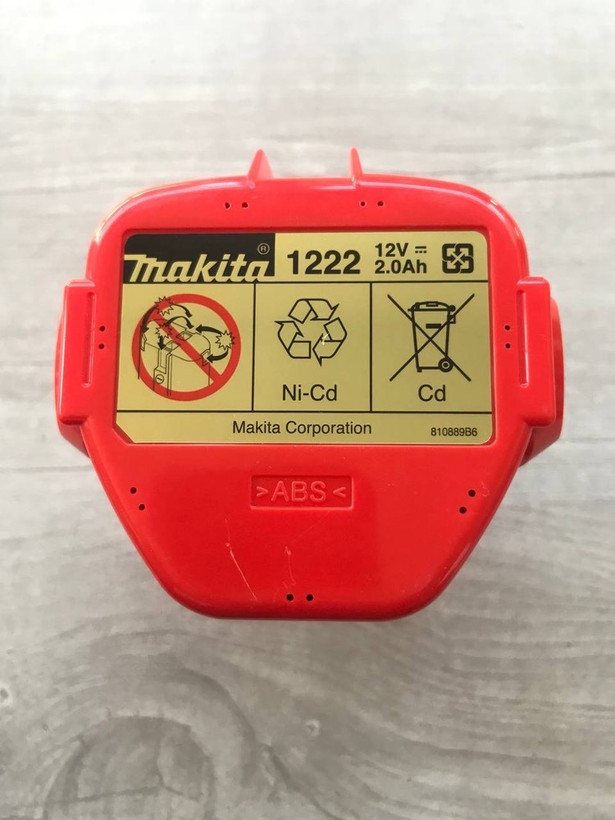 makita® 1222 12V ⎓ 2.0Ah
Ni-Cd
Cd
Makita Corporation 810889B6
>ABS<